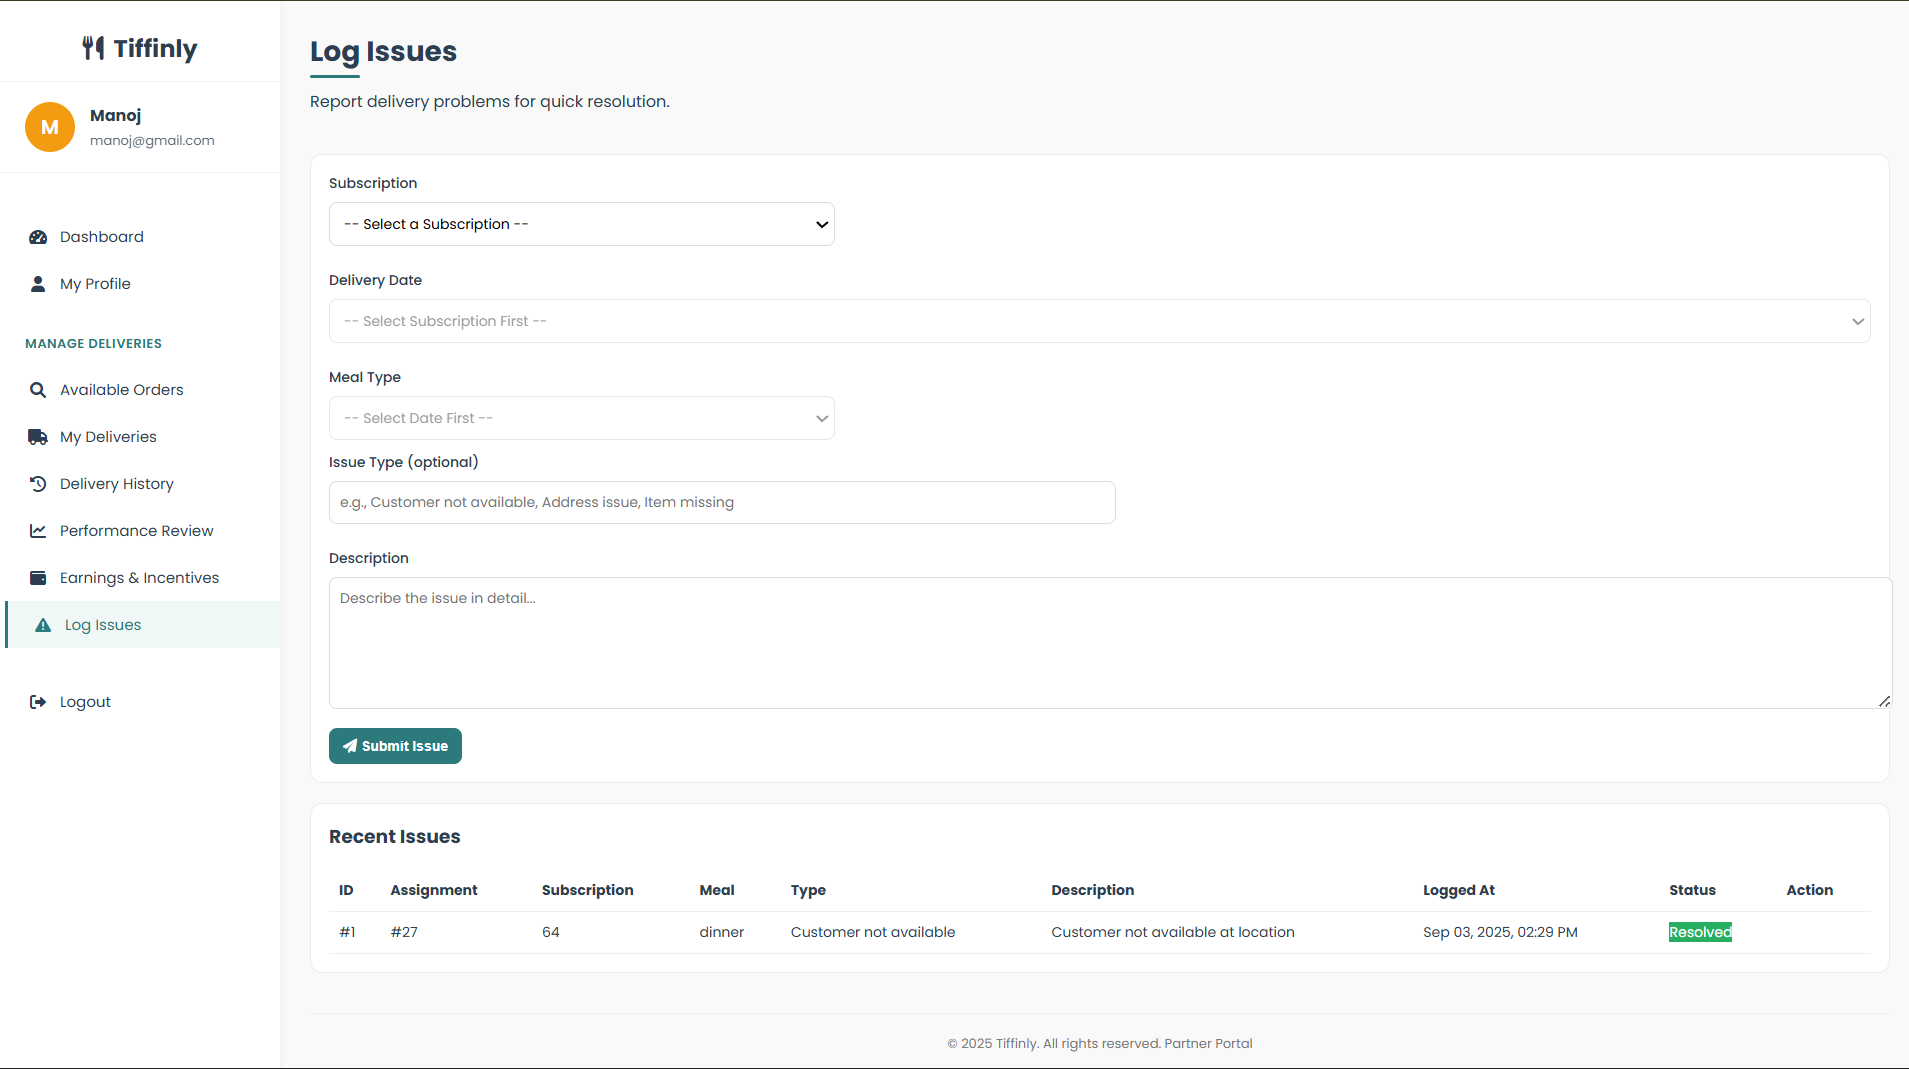 Tiffinly
M
Manoj
manoj@gmail.com
Dashboard
My Profile
MANAGE DELIVERIES
Available Orders
My Deliveries
Delivery History
Performance Review
Earnings & Incentives
Log Issues
Logout
Log Issues
Report delivery problems for quick resolution.
Subscription
-- Select a Subscription --
Delivery Date
-- Select Subscription First --
Meal Type
-- Select Date First --
Issue Type (optional)
e.g., Customer not available, Address issue, Item missing
Description
Describe the issue in detail...
Submit Issue
Recent Issues
ID Assignment Subscription Meal Type Description Logged At Status Action
#1 #27 64 dinner Customer not available Customer not available at location Sep 03, 2025, 02:29 PM Resolved
© 2025 Tiffinly. All rights reserved. Partner Portal